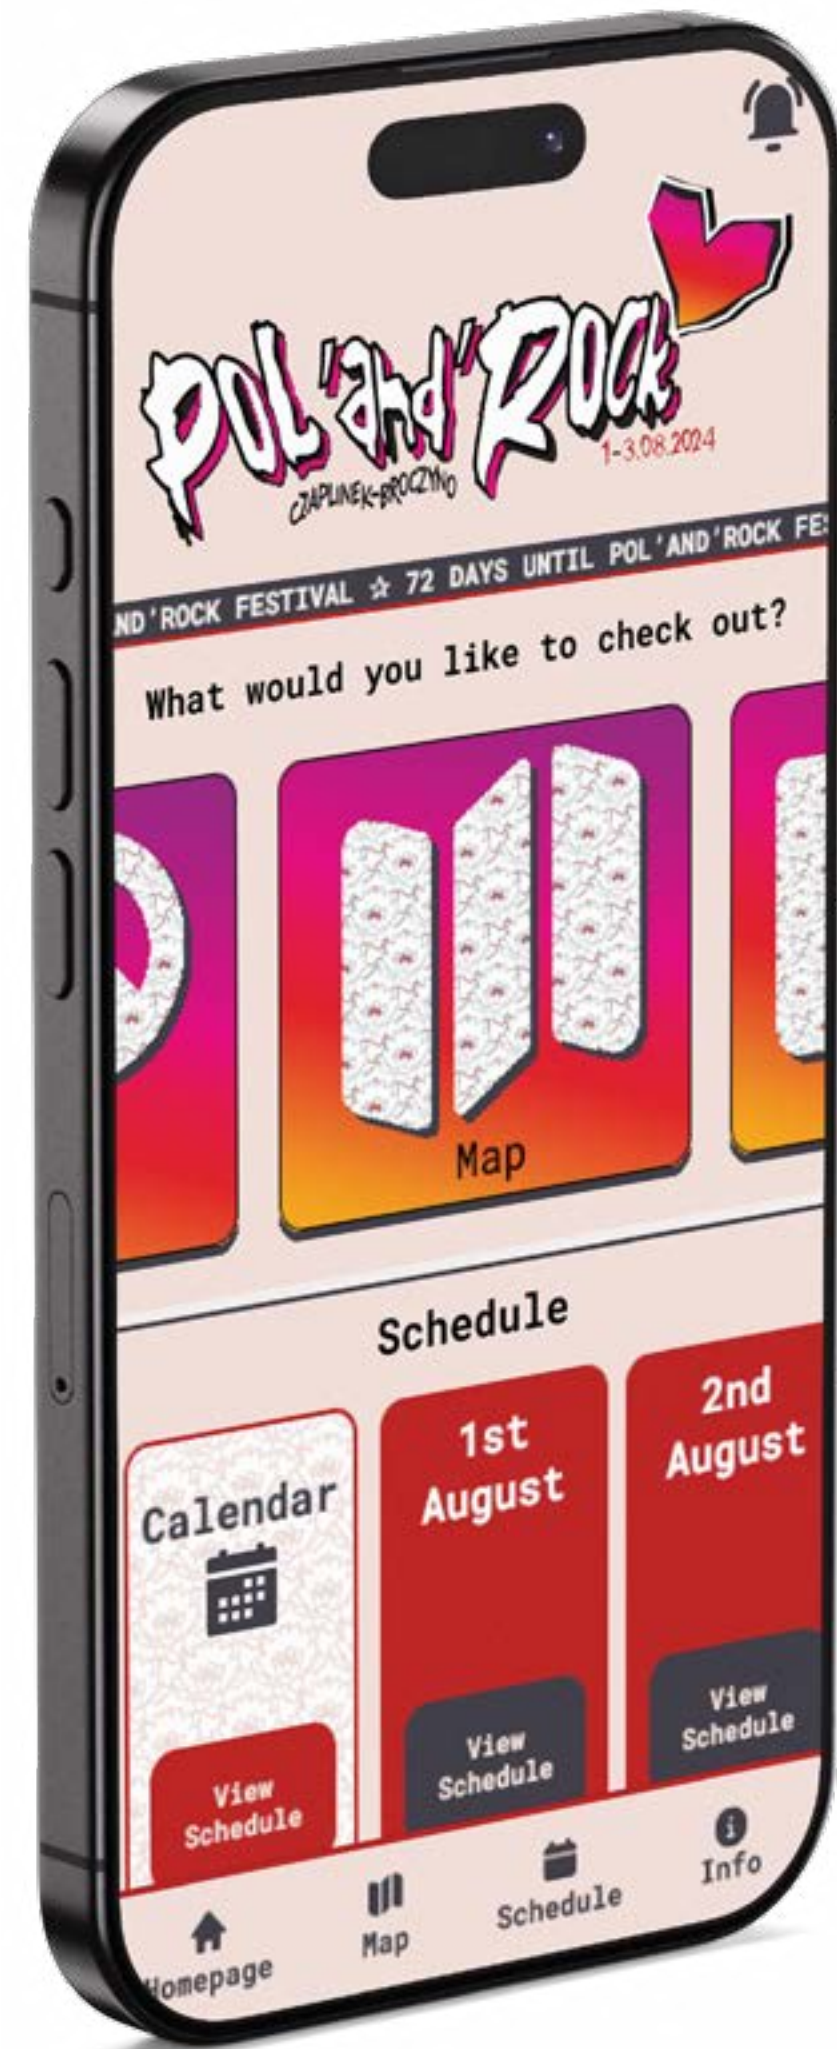 POL'and'Rock
CZAPLINEK-BROCZYNO
1-3.08.2024
ND'ROCK FESTIVAL ☆ 72 DAYS UNTIL POL'AND'ROCK FES
What would you like to check out?
Map
Schedule
Calendar
View
Schedule
1st
August
View
Schedule
2nd
August
View
Schedule
Homepage
Map
Schedule
Info